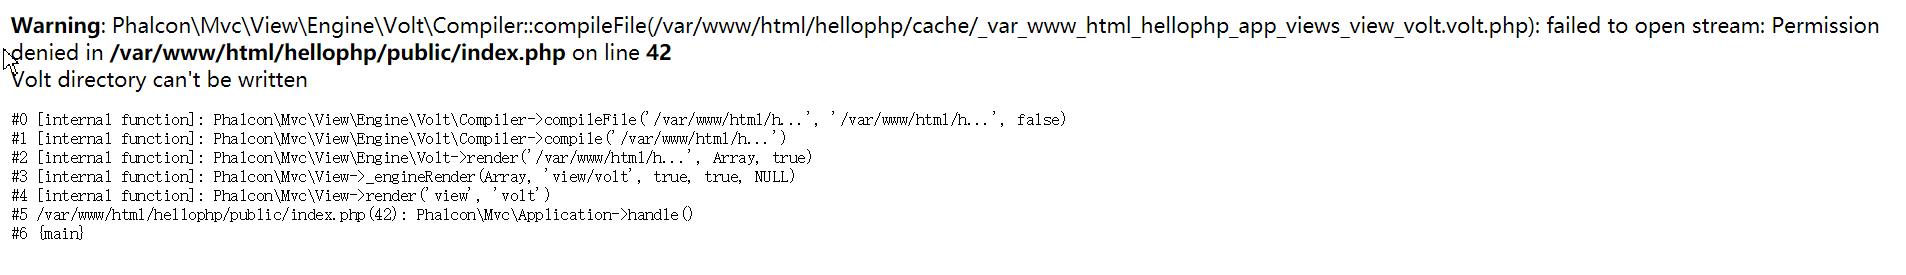 Warning: Phalcon\Mvc\View\Engine\Volt\Compiler::compileFile(/var/www/html/hellophp/cache/_var_www_html_hellophp_app_views_view_volt.volt.php): failed to open stream: Permission
denied in /var/www/html/hellophp/public/index.php on line 42
Volt directory can't be written
#0 [internal function]: Phalcon\Mvc\View\Engine\Volt\Compiler->compileFile('/var/www/html/h...', '/var/www/html/h...', false)
#1 [internal function]: Phalcon\Mvc\View\Engine\Volt\Compiler->compile('/var/www/html/h...')
#2 [internal function]: Phalcon\Mvc\View\Engine\Volt->render('/var/www/html/h...', Array, true)
#3 [internal function]: Phalcon\Mvc\View->_engineRender(Array, 'view/volt', true, true, NULL)
#4 [internal function]: Phalcon\Mvc\View->render('view', 'volt')
#5 /var/www/html/hellophp/public/index.php(42): Phalcon\Mvc\Application->handle()
#6 {main}